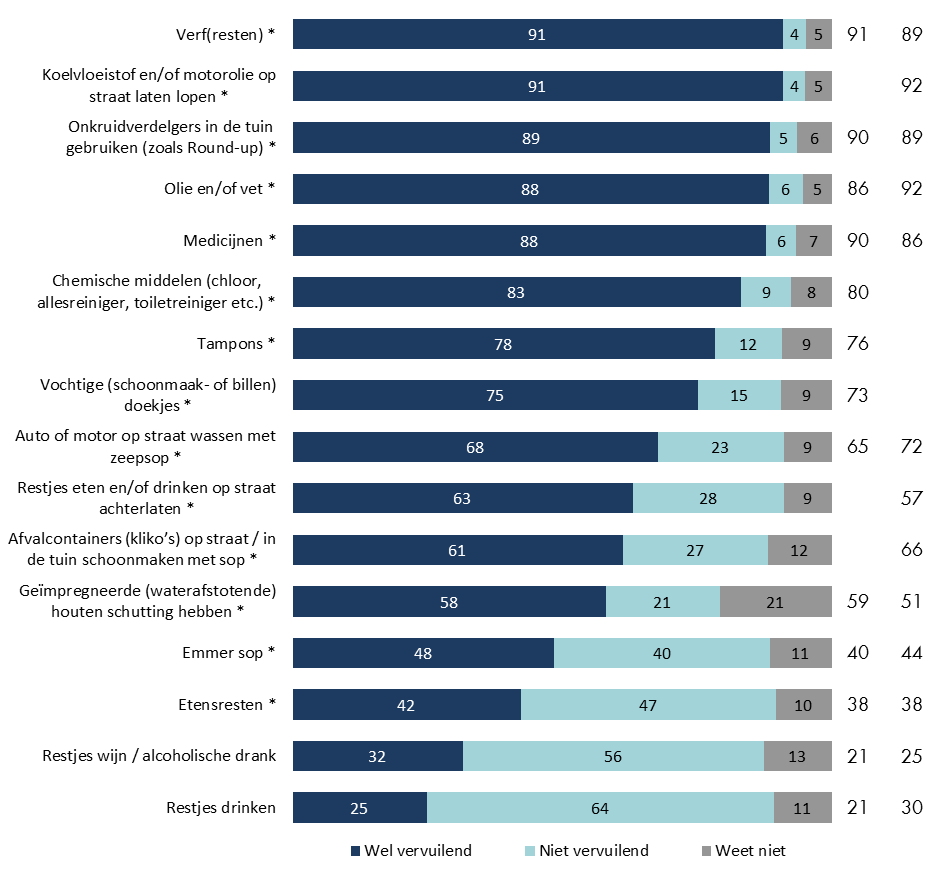 Verf(resten) * 91 4 5 91 89
Koelvloeistof en/of motorolie op
straat laten lopen * 91 4 5 92
Onkruidverdelgers in de tuin
gebruiken (zoals Round-up) * 89 5 6 90 89
Olie en/of vet * 88 6 5 86 92
Medicijnen * 88 6 7 90 86
Chemische middelen (chloor,
allesreiniger, toiletreiniger etc.) * 83 9 8 80
Tampons * 78 12 9 76
Vochtige (schoonmaak- of billen)
doekjes * 75 15 9 73
Auto of motor op straat wassen met
zeepsop * 68 23 9 65 72
Restjes eten en/of drinken op straat
achterlaten * 63 28 9 57
Afvalcontainers (kliko's) op straat / in
de tuin schoonmaken met sop * 61 27 12 66
Geïmpregneerde (waterafstotende)
houten schutting hebben * 58 21 21 59 51
Emmer sop * 48 40 11 40 44
Etensresten * 42 47 10 38 38
Restjes wijn / alcoholische drank 32 56 13 21 25
Restjes drinken 25 64 11 21 30
Wel vervuilend Niet vervuilend Weet niet